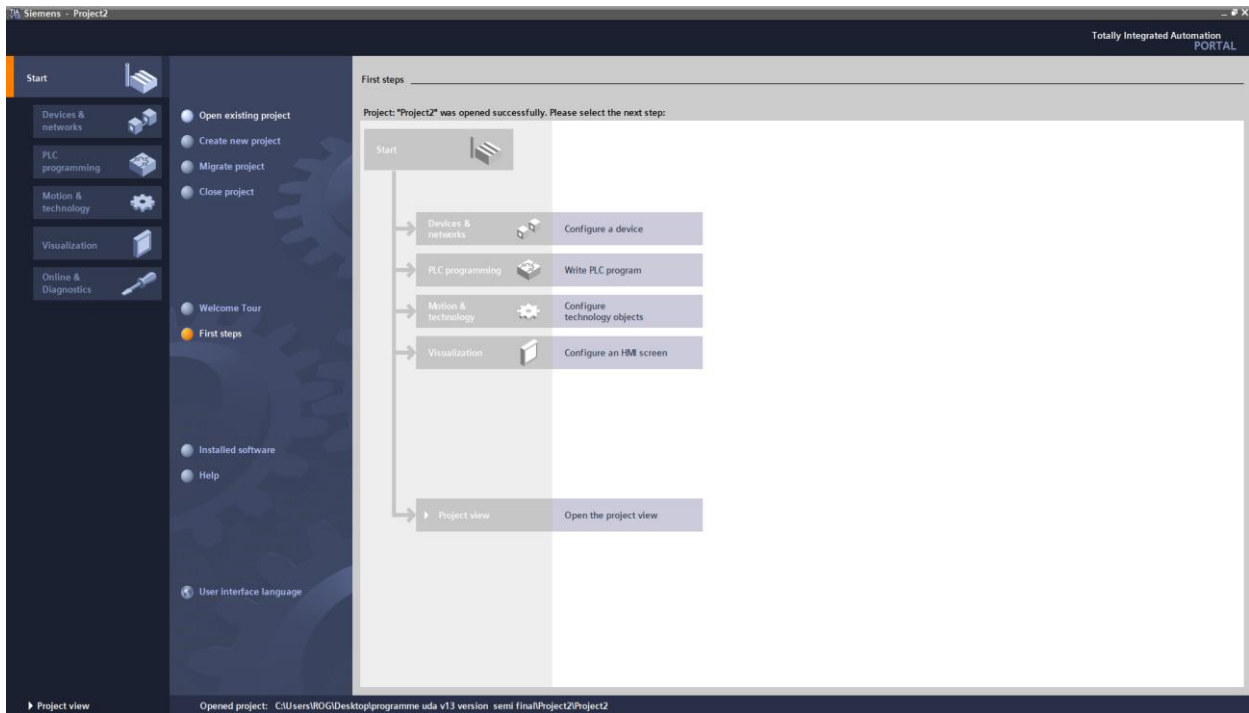 Siemens - Project2
Totally Integrated Automation
PORTAL
Start
Devices &
networks
PLC
programming
Motion &
technology
Visualization
Online &
Diagnostics
Open existing project
Create new project
Migrate project
Close project
Welcome Tour
First steps
Installed software
Help
User interface language
First steps
Project: "Project2" was opened successfully. Please select the next step:
Start
Devices &
networks
Configure a device
PLC programming
Write PLC program
Motion &
technology
Configure
technology objects
Visualization
Configure an HMI screen
Project view
Open the project view
Project view
Opened project: C:\Users\ROG\Desktop\programme uda v13 version semi final\Project2\Project2